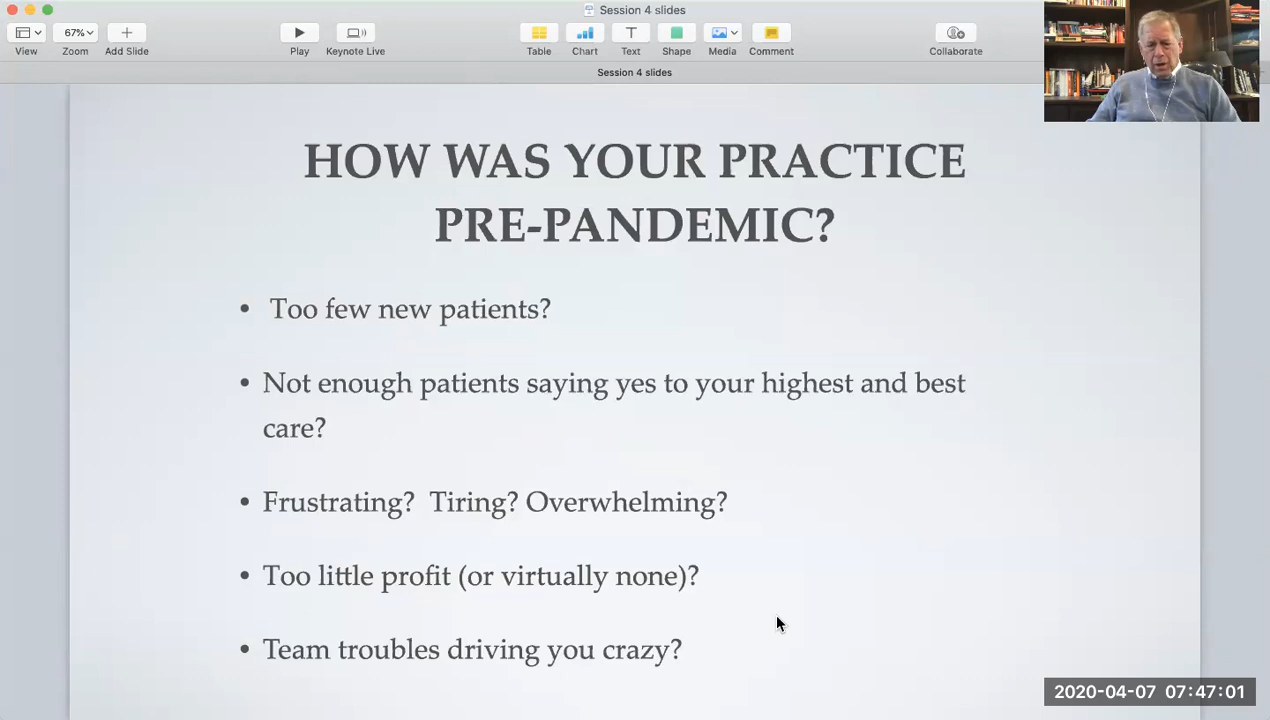 Session 4 slides
67%
View
Zoom
Add Slide
Play
Keynote Live
Table
Chart
Text
Shape
Media
Comment
Collaborate
Session 4 slides
HOW WAS YOUR PRACTICE
PRE-PANDEMIC?
• Too few new patients?
• Not enough patients saying yes to your highest and best
care?
• Frustrating?  Tiring? Overwhelming?
• Too little profit (or virtually none)?
• Team troubles driving you crazy?
2020-04-07 07:47:01